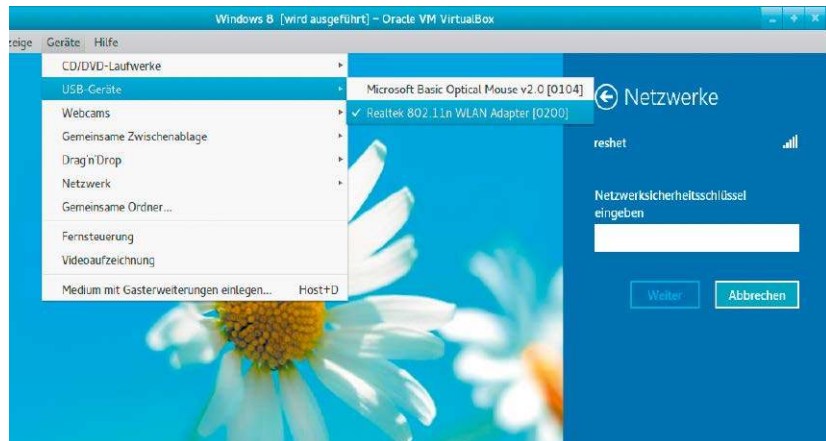 Windows 8 [wird ausgeführt] – Oracle VM VirtualBox
zeige Geräte Hilfe
CD/DVD-Laufwerke
USB-Geräte
Webcams
Gemeinsame Zwischenablage
Drag'n'Drop
Netzwerk
Gemeinsame Ordner...
Fernsteuerung
Videoaufzeichnung
Medium mit Gasterweiterungen einlegen... Host+D
Microsoft Basic Optical Mouse v2.0 [0104]
Realtek 802.11n WLAN Adapter [0200]
Netzwerke
reshet
Netzwerksicherheitsschlüssel
eingeben
Weiter Abbrechen